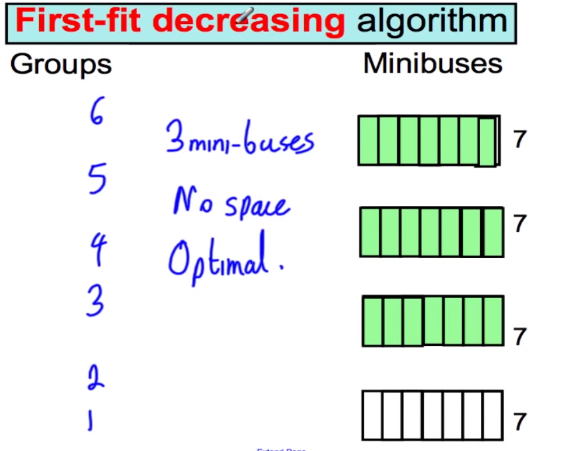 First-fit decreasing algorithm
Groups
Minibuses
6
5
4
3
2
1
3 mini-buses
No space
Optimal.
7
7
7
7